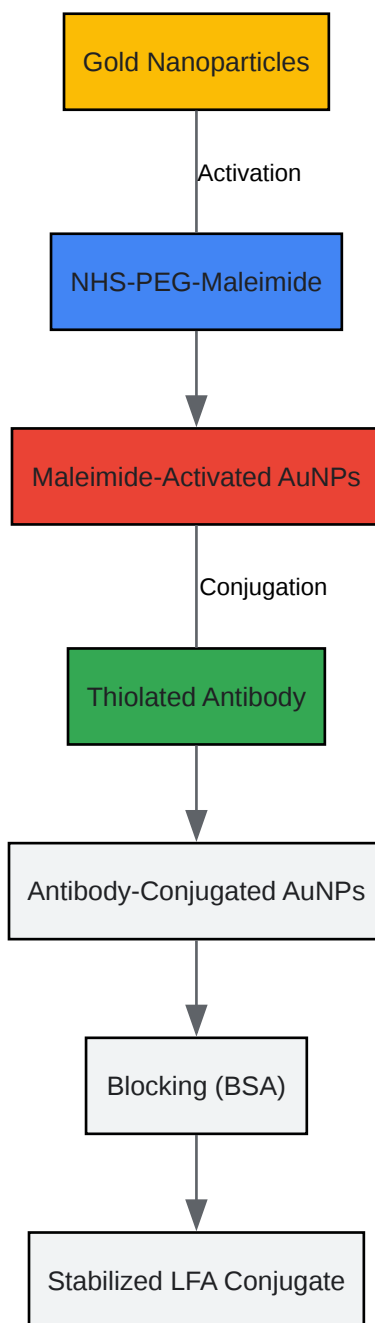 Gold Nanoparticles
Activation
NHS-PEG-Maleimide
Maleimide-Activated AuNPs
Conjugation
Thiolated Antibody
Antibody-Conjugated AuNPs
Blocking (BSA)
Stabilized LFA Conjugate